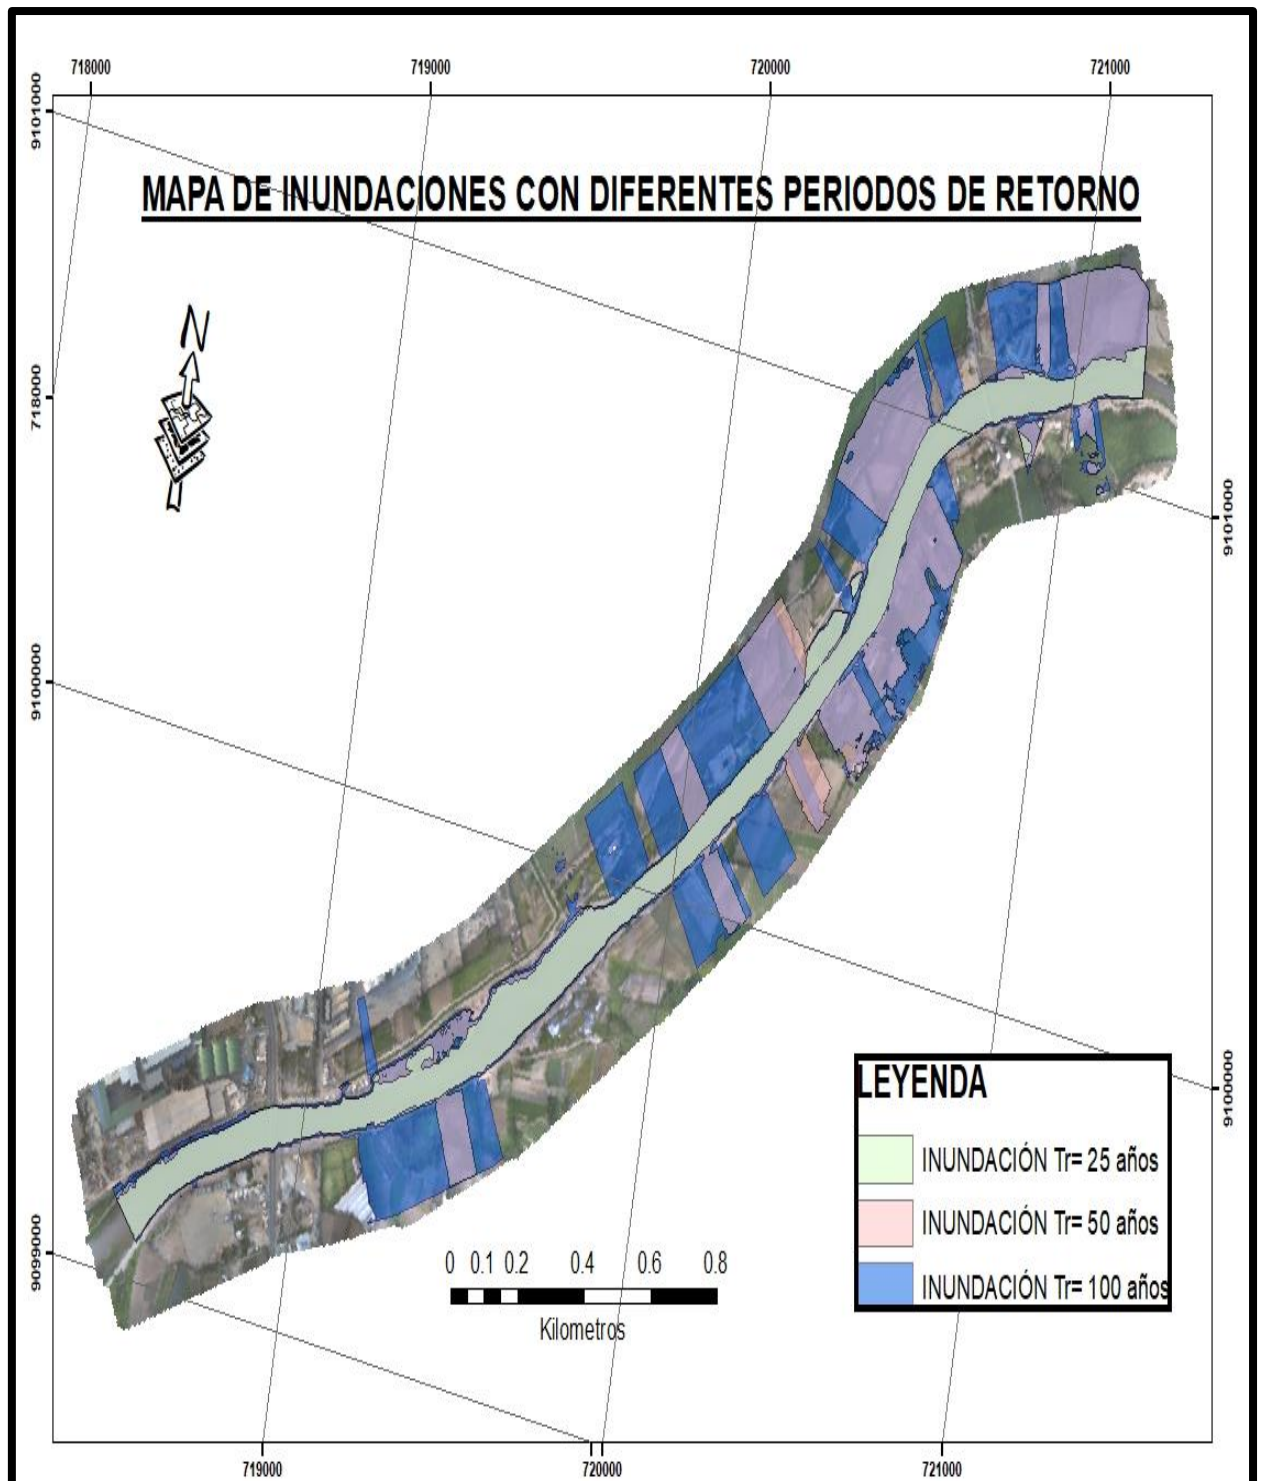 718000 719000 720000 721000
9101000
MAPA DE INUNDACIONES CON DIFERENTES PERIODOS DE RETORNO
N
718000
9101000
9100000
LEYENDA
INUNDACIÓN Tr= 25 años
INUNDACIÓN Tr= 50 años
INUNDACIÓN Tr= 100 años
9100000
9099000
0 0.1 0.2 0.4 0.6 0.8
Kilometros
719000 720000 721000